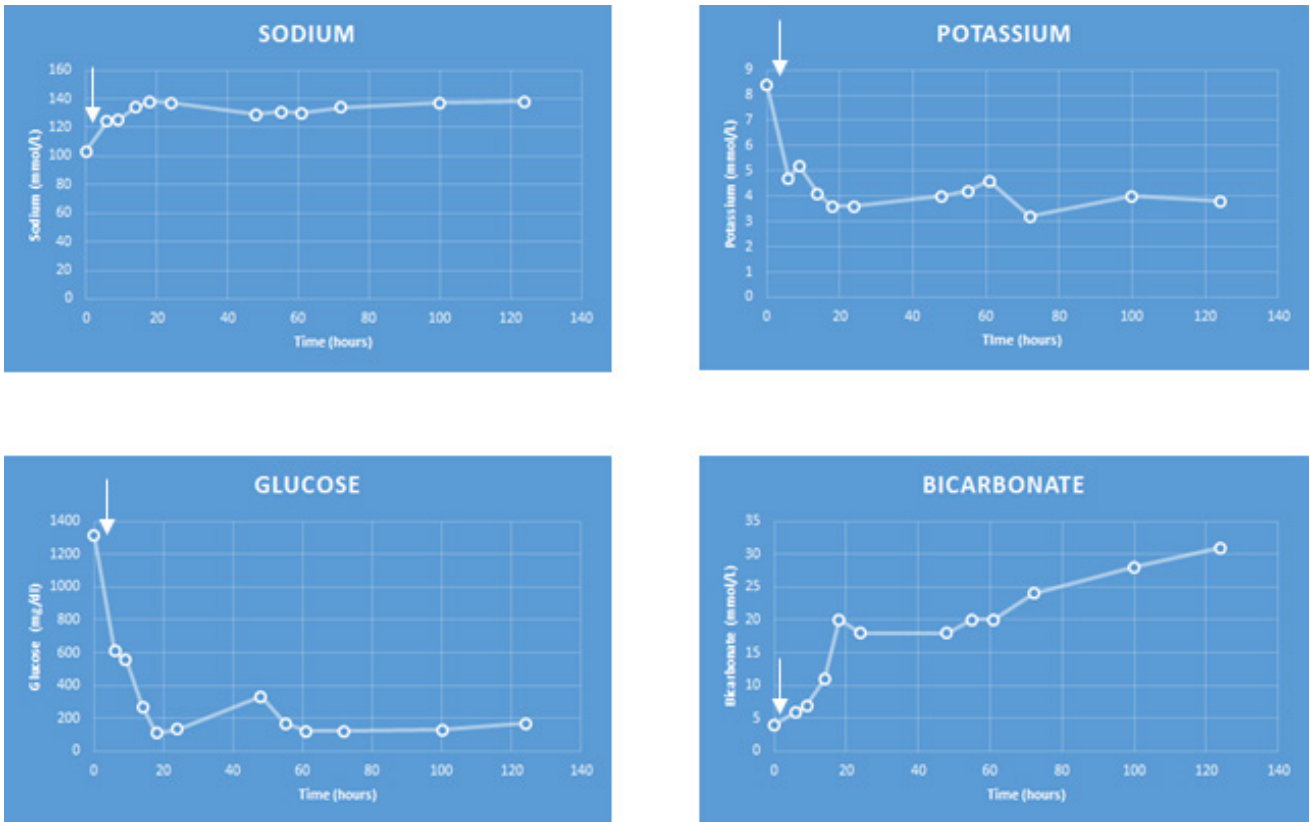 SODIUM
Sodium (mmol/L)
160
140
120
100
80
60
40
20
0
0 20 40 60 80 100 120 140
Time (hours)
POTASSIUM
Potassium (mmol/L)
9
8
7
6
5
4
3
2
1
0
0 20 40 60 80 100 120 140
TIme (hours)
GLUCOSE
Glucose (mg/dl)
1400
1200
1000
800
600
400
200
0
0 20 40 60 80 100 120 140
Time (hours)
BICARBONATE
Bicarbonate (mmol/L)
35
30
25
20
15
10
5
0
0 20 40 60 80 100 120 140
Time (hours)